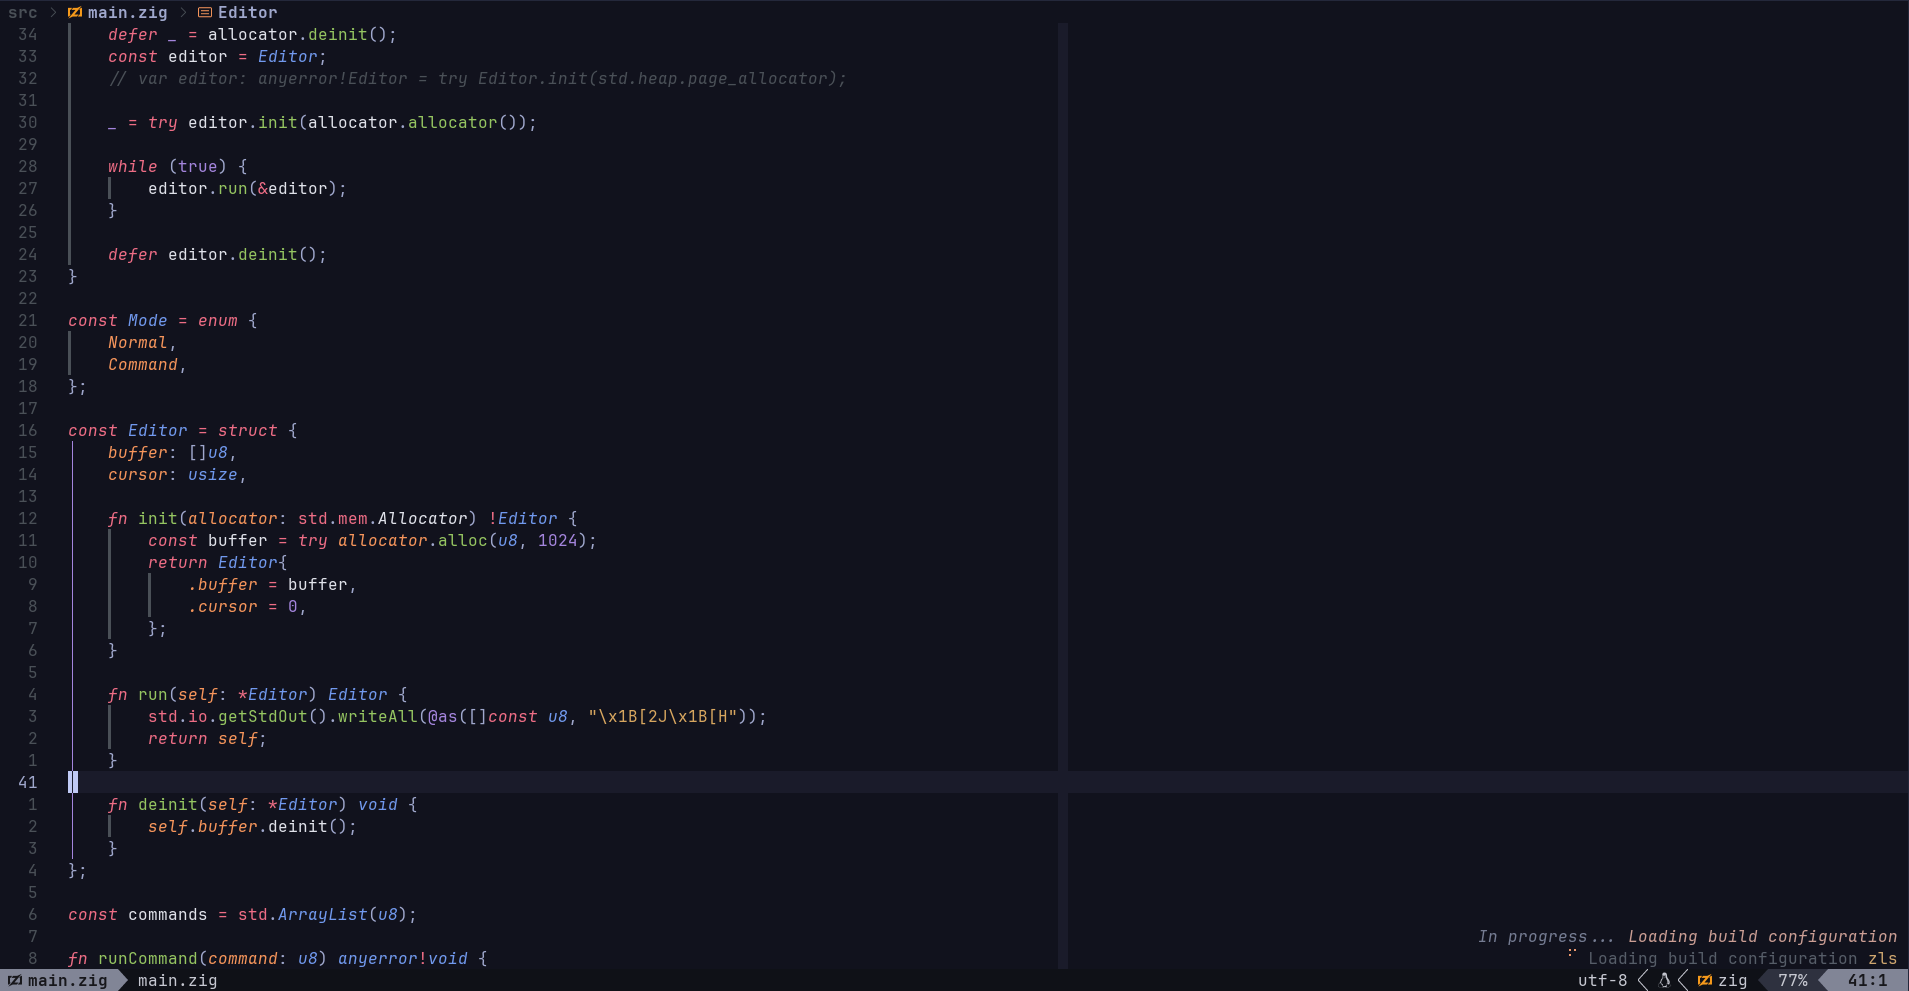 src > main.zig > Editor
34 defer _ = allocator.deinit();
33 const editor = Editor;
32 // var editor: anyerror!Editor = try Editor.init(std.heap.page_allocator);
31
30 _ = try editor.init(allocator.allocator());
29
28 while (true) {
27 editor.run(&editor);
26 }
25
24 defer editor.deinit();
23 }
22
21 const Mode = enum {
20 Normal,
19 Command,
18 };
17
16 const Editor = struct {
15 buffer: []u8,
14 cursor: usize,
13
12 fn init(allocator: std.mem.Allocator) !Editor {
11 const buffer = try allocator.alloc(u8, 1024);
10 return Editor{
9 .buffer = buffer,
8 .cursor = 0,
7 };
6 }
5
4 fn run(self: *Editor) Editor {
3 std.io.getStdOut().writeAll(@as([]const u8, "\x1B[2J\x1B[H"));
2 return self;
1 }
41
1 fn deinit(self: *Editor) void {
2 self.buffer.deinit();
3 }
4 };
5
6 const commands = std.ArrayList(u8);
7
In progress... Loading build configuration
8 fn runCommand(command: u8) anyerror!void {
Loading build configuration zls
main.zig main.zig utf-8 zig 77% 41:1